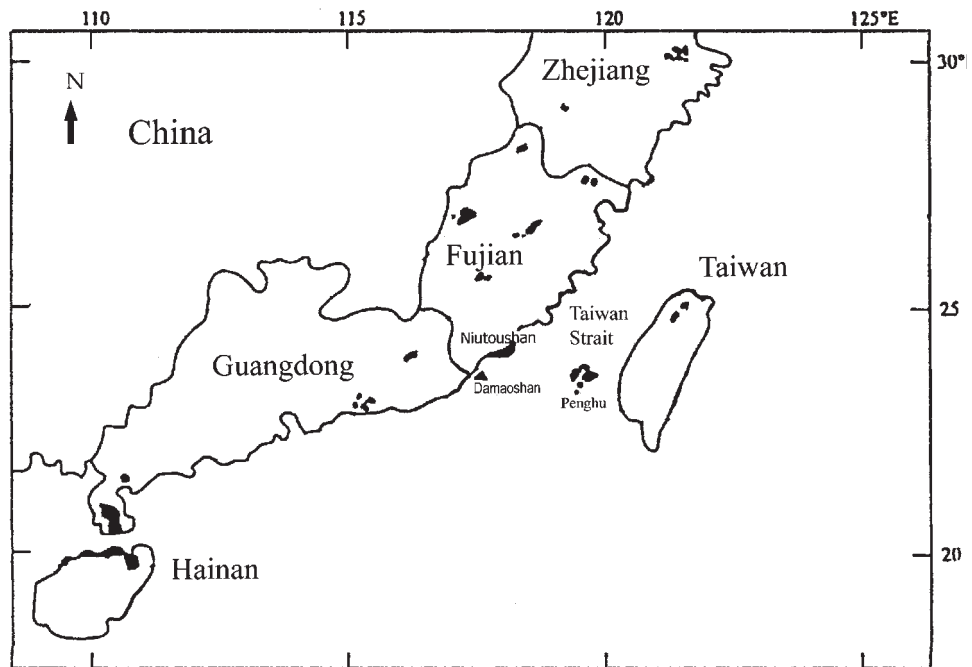 110
115
120
125°E
30°
N
China
Zhejiang
Fujian
Taiwan
25
Taiwan
Strait
Niutoushan
Guangdong
Damaoshan
Penghu
20
Hainan